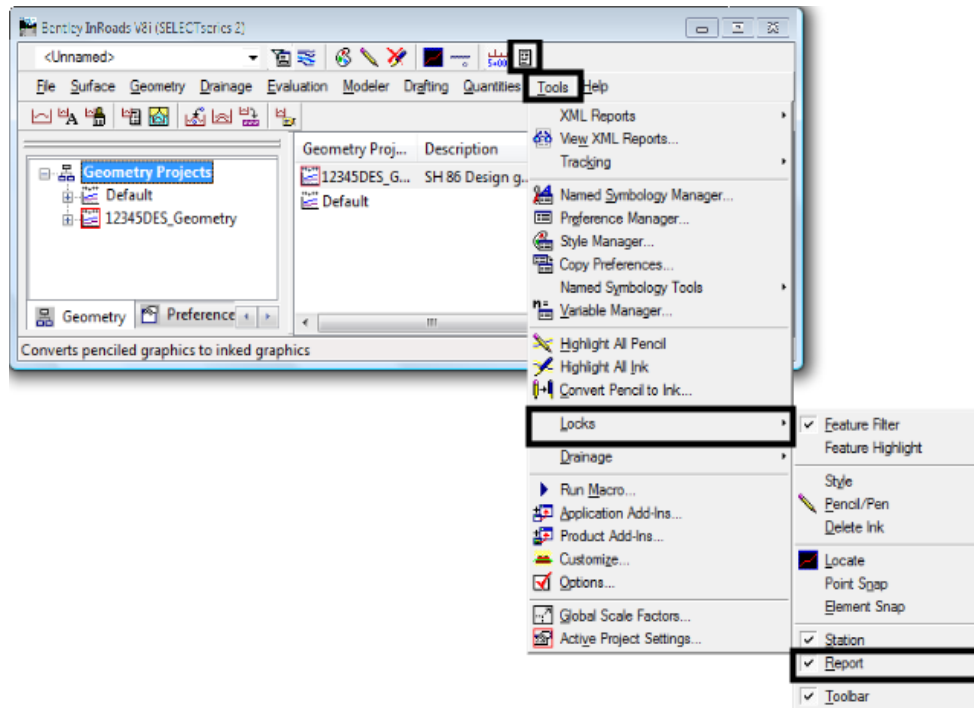 Bentley InRoads V8i (SELECTseries 2)
<Unnamed>
File Surface Geometry Drainage Evaluation Modeler Drafting Quantities Tools Help
Geometry Proj... Description
Geometry Projects
Default
12345DES_Geometry
12345DES_G... SH 86 Design g...
Default
Geometry Preference
Converts penciled graphics to inked graphics
XML Reports
View XML Reports...
Tracking
Named Symbology Manager...
Preference Manager...
Style Manager...
Copy Preferences...
Named Symbology Tools
Variable Manager...
Highlight All Pencil
Highlight All Ink
Convert Pencil to Ink...
Locks
Drainage
Run Macro...
Application Add-Ins...
Product Add-Ins...
Customize...
Options...
Global Scale Factors...
Active Project Settings...
Feature Filter
Feature Highlight
Style
Pencil/Pen
Delete Ink
Locate
Point Snap
Element Snap
Station
Report
Toolbar